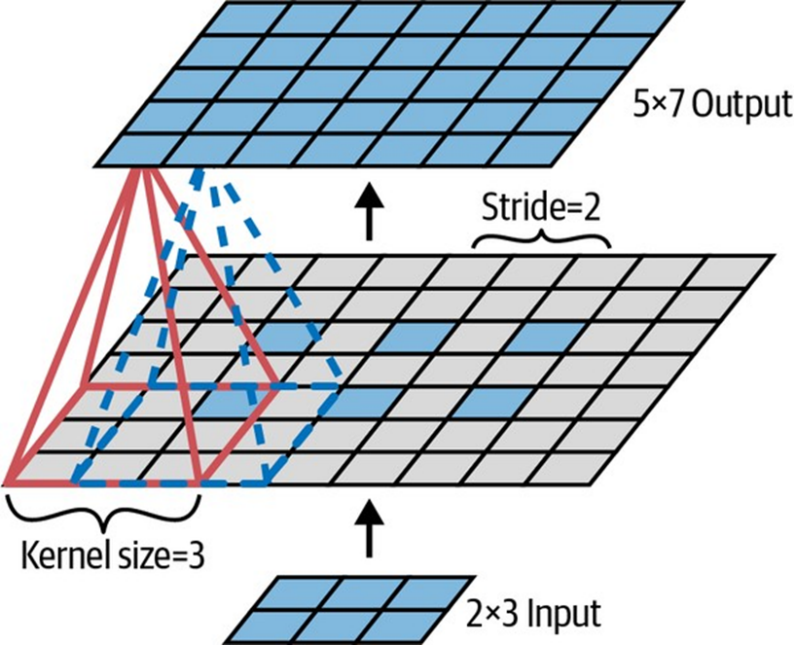 5×7 Output
Stride=2
Kernel size=3
2×3 Input